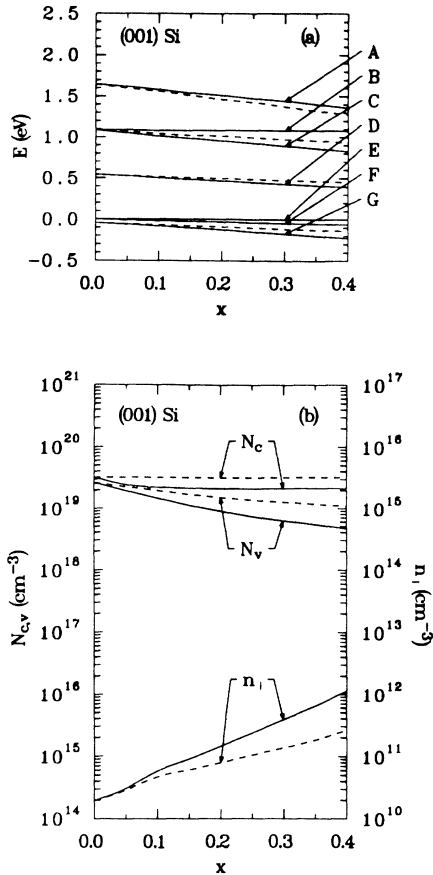 (001) Si
(a)
2.5
2.0
1.5
1.0
0.5
0.0
-0.5
E (eV)
A
B
C
D
E
F
G
0.0 0.1 0.2 0.3 0.4
x
(001) Si
(b)
10^21
10^20
10^19
10^18
10^17
10^16
10^15
10^14
N_c,v (cm^-3)
N_c
N_v
n_i
10^17
10^16
10^15
10^14
10^13
10^12
10^11
10^10
n_i (cm^-3)
0.0 0.1 0.2 0.3 0.4
x